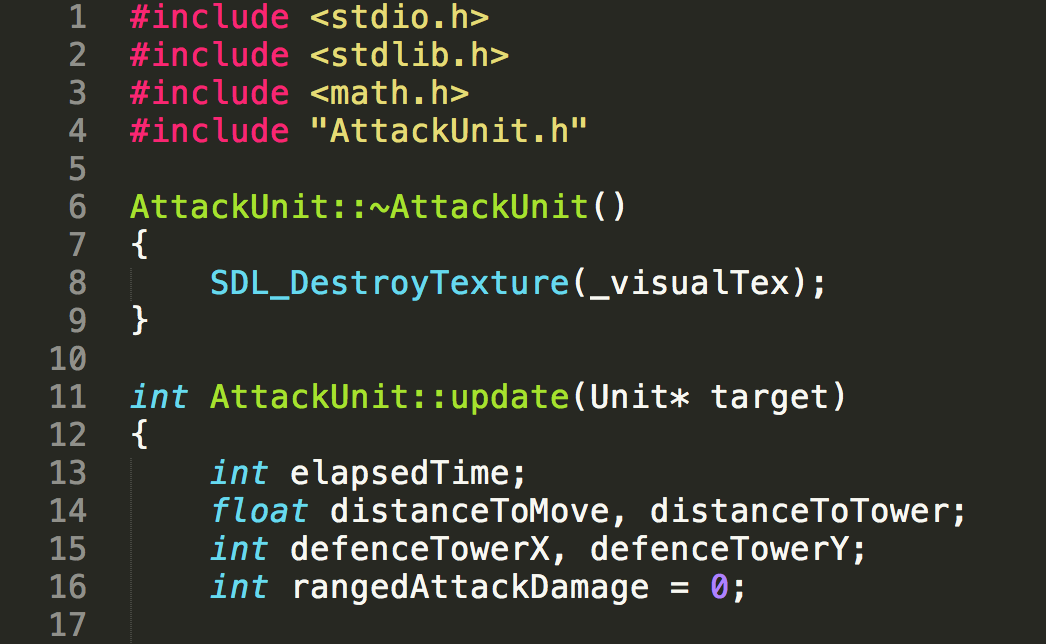 1 #include <stdio.h>
2 #include <stdlib.h>
3 #include <math.h>
4 #include "AttackUnit.h"
5
6 AttackUnit::~AttackUnit()
7 {
8     SDL_DestroyTexture(_visualTex);
9 }
10
11 int AttackUnit::update(Unit* target)
12 {
13     int elapsedTime;
14     float distanceToMove, distanceToTower;
15     int defenceTowerX, defenceTowerY;
16     int rangedAttackDamage = 0;
17